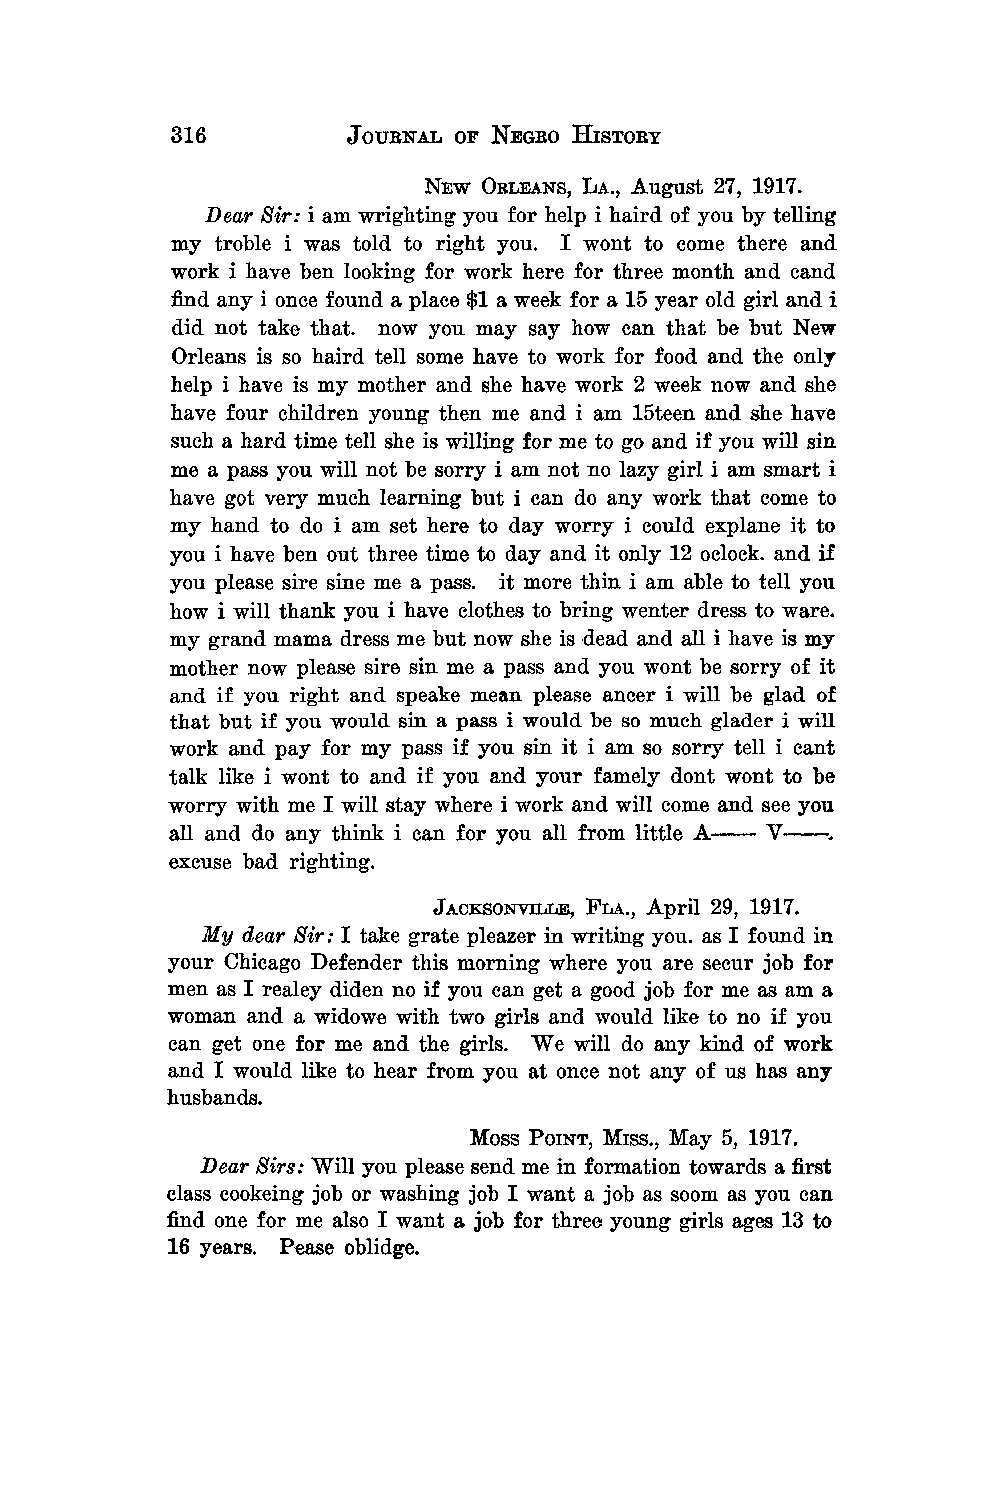 316 JOURNAL OF NEGRO HISTORY
NEW ORLEANS, LA., August 27, 1917.
Dear Sir: i am wrighting you for help i haird of you by telling
my troble i was told to right you. I wont to come there and
work i have ben looking for work here for three month and cand
find any i once found a place $1 a week for a 15 year old girl and i
did not take that. now you may say how can that be but New
Orleans is so haird tell some have to work for food and the only
help i have is my mother and she have work 2 week now and she
have four children young then me and i am 15teen and she have
such a hard time tell she is willing for me to go and if you will sin
me a pass you will not be sorry i am not no lazy girl i am smart i
have got very much learning but i can do any work that come to
my hand to do i am set here to day worry i could explane it to
you i have ben out three time to day and it only 12 oclock. and if
you please sire sine me a pass. it more thin i am able to tell you
how i will thank you i have clothes to bring wenter dress to ware.
my grand mama dress me but now she is dead and all i have is my
mother now please sire sin me a pass and you wont be sorry of it
and if you right and speake mean please ancer i will be glad of
that but if you would sin a pass i would be so much glader i will
work and pay for my pass if you sin it i am so sorry tell i cant
talk like i wont to and if you and your famely dont wont to be
worry with me I will stay where i work and will come and see you
all and do any think i can for you all from little A—— V——.
excuse bad righting.
JACKSONVILLE, FLA., April 29, 1917.
My dear Sir: I take grate pleazer in writing you. as I found in
your Chicago Defender this morning where you are secur job for
men as I realey diden no if you can get a good job for me as am a
woman and a widowe with two girls and would like to no if you
can get one for me and the girls. We will do any kind of work
and I would like to hear from you at once not any of us has any
husbands.
MOSS POINT, MISS., May 5, 1917.
Dear Sirs: Will you please send me in formation towards a first
class cookeing job or washing job I want a job as soom as you can
find one for me also I want a job for three young girls ages 13 to
16 years. Pease oblidge.